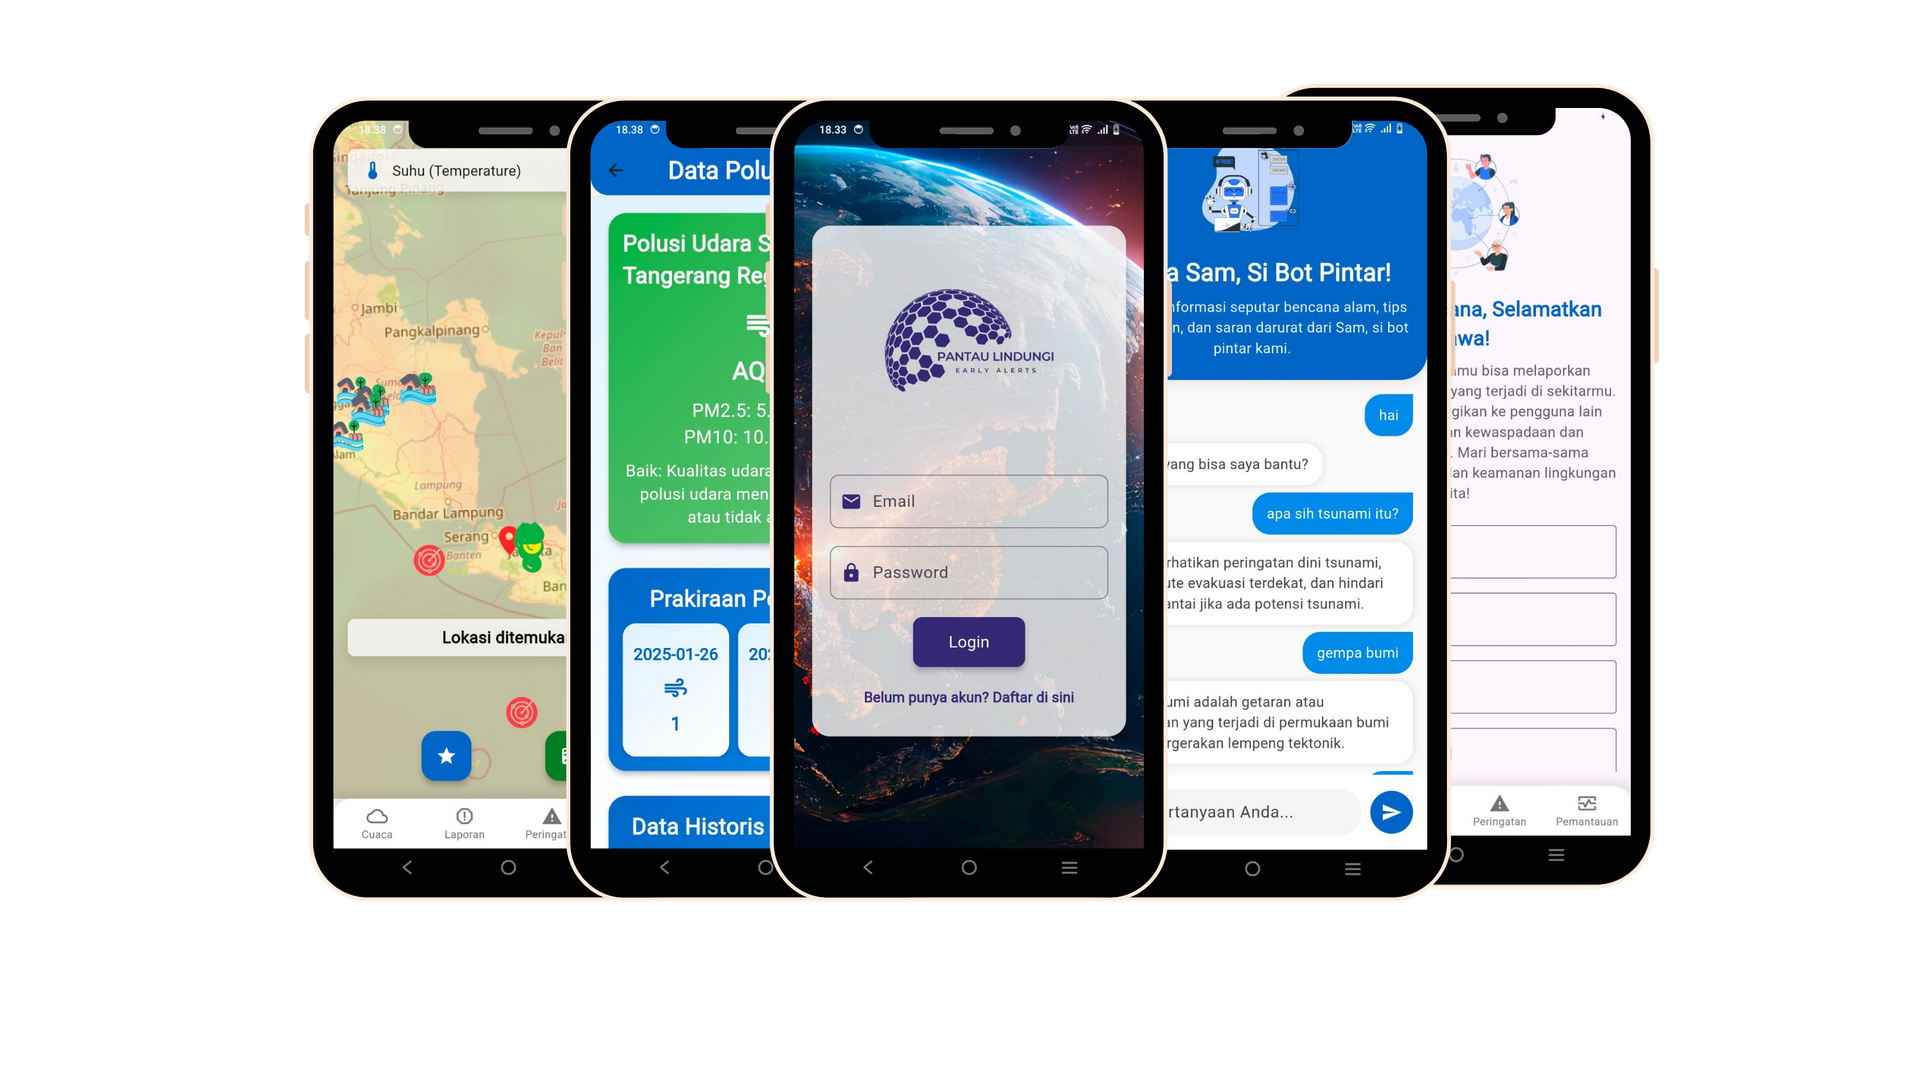 18.38
Singapore
Suhu (Temperature)
Tanjung Pinang
Jambi
Pangkalpinang
Bandar Lampung
Lampung
Serang
Banten
Lokasi ditemuka
Cuaca
Laporan
Peringat
18.38
Data Polu
Polusi Udara S
Tangerang Reg
AQ
PM2.5: 5.
PM10: 10.
Baik: Kualitas udara
polusi udara men
atau tidak a
Prakiraan Po
2025-01-26
202
1
Data Historis
18.33
PANTAU LINDUNGI
EARLY ALERTS
Email
Password
Login
Belum punya akun? Daftar di sini
a Sam, Si Bot Pintar!
nformasi seputar bencana alam, tips
n, dan saran darurat dari Sam, si bot
pintar kami.
hai
yang bisa saya bantu?
apa sih tsunami itu?
rhatikan peringatan dini tsunami,
ute evakuasi terdekat, dan hindari
antai jika ada potensi tsunami.
gempa bumi
umi adalah getaran atau
an yang terjadi di permukaan bumi
rgerakan lempeng tektonik.
rtanyaan Anda...
ana, Selamatkan
wa!
amu bisa melaporkan
yang terjadi di sekitarmu.
gikan ke pengguna lain
n kewaspadaan dan
. Mari bersama-sama
an keamanan lingkungan
ita!
Peringatan
Pemantauan